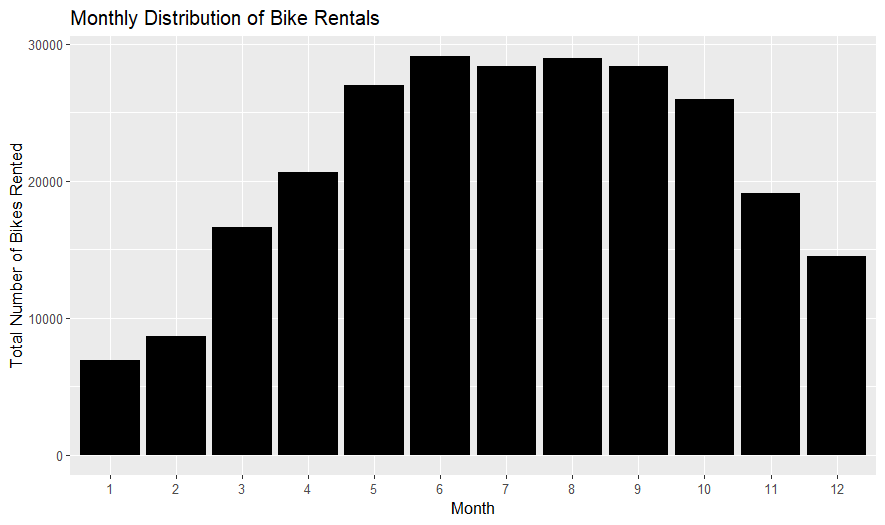 Monthly Distribution of Bike Rentals
Total Number of Bikes Rented
30000
20000
10000
0
1 2 3 4 5 6 7 8 9 10 11 12
Month